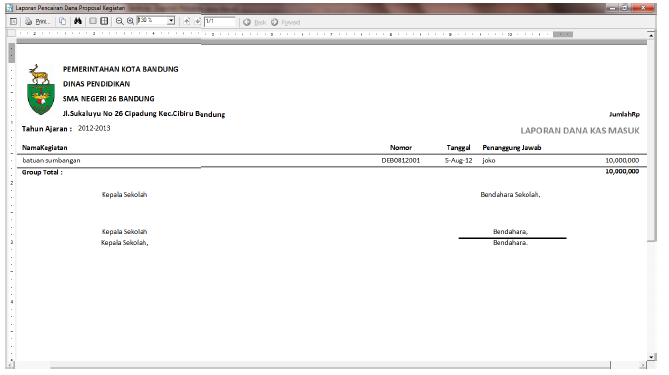 Laporan Pencairan Dana Proposal Kegiatan
Print... 130 % 1/1 Back Forward
PEMERINTAHAN KOTA BANDUNG
DINAS PENDIDIKAN
SMA NEGERI 26 BANDUNG
Jl.Sukaluyu No 26 Cipadung Kec.Cibiru Bandung
JumlahRp
Tahun Ajaran : 2012-2013
LAPORAN DANA KAS MASUK
NamaKegiatan Nomor Tanggal Penanggung Jawab
batuan sumbangan DEB0812001 5-Aug-12 joko 10,000,000
Group Total : 10,000,000
Kepala Sekolah Bendahara Sekolah,
Kepala Sekolah Bendahara,
Kepala Sekolah, Bendahara.